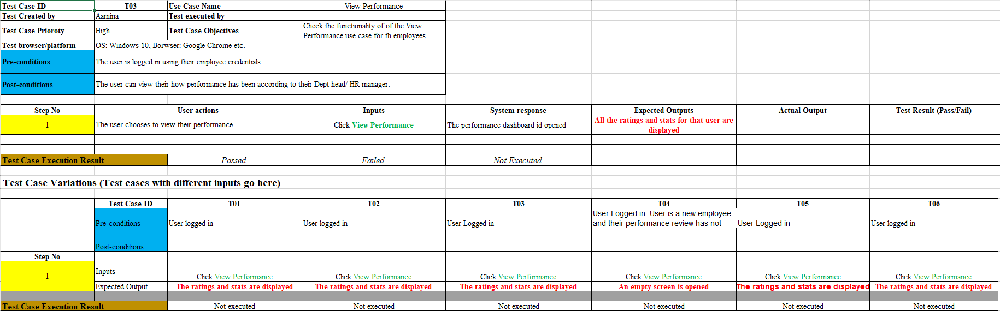 Test Case ID T03 Use Case Name View Performance
Test Created by Aamina Test executed by
Test Case Prioroty High Test Case Objectives Check the functionality of of the View
Performance use case for th employees
Test browser/platform OS: Windows 10, Borwser: Google Chrome etc.
Pre-conditions The user is logged in using their employee credentials.
Post-conditions The user can view their how performance has been according to their Dept head/ HR manager.
Step No User actions Inputs System response Expected Outputs Actual Output Test Result (Pass/Fail)
1 The user chooses to view their performance Click View Performance The performance dashboard id opened All the ratings and stats for that user are
displayed
Test Case Execution Result Passed Failed Not Executed
Test Case Variations (Test cases with different inputs go here)
Test Case ID T01 T02 T03 T04 T05 T06
Pre-conditions User logged in User logged in User Logged in User Logged in. User is a new employee
and their performance review has not User Logged in User logged in
Post-conditions
Step No
1 Inputs Click View Performance Click View Performance Click View Performance Click View Performance Click View Performance Click View Performance
Expected Output The ratings and stats are displayed The ratings and stats are displayed The ratings and stats are displayed An empty screen is opened The ratings and stats are displayed The ratings and stats are displayed
Test Case Execution Result Not executed Not executed Not executed Not executed Not executed Not executed